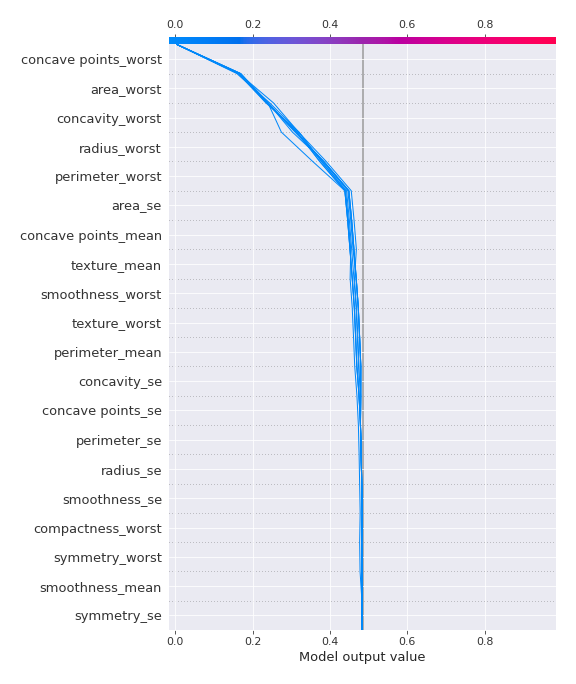 0.0 0.2 0.4 0.6 0.8
concave points_worst
area_worst
concavity_worst
radius_worst
perimeter_worst
area_se
concave points_mean
texture_mean
smoothness_worst
texture_worst
perimeter_mean
concavity_se
concave points_se
perimeter_se
radius_se
smoothness_se
compactness_worst
symmetry_worst
smoothness_mean
symmetry_se
0.0 0.2 0.4 0.6 0.8
Model output value